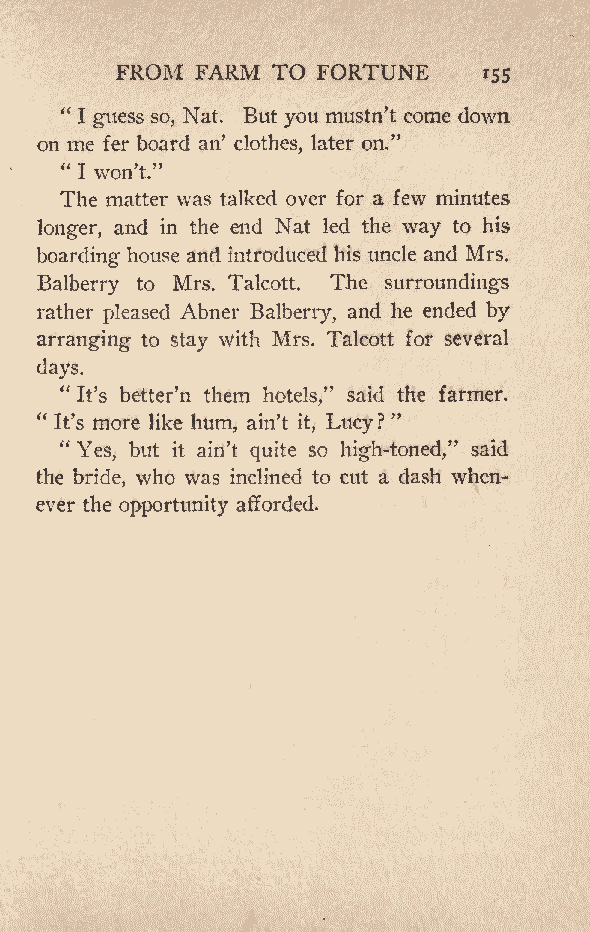 FROM FARM TO FORTUNE 155
“ I guess so, Nat. But you mustn’t come down
on me fer board an’ clothes, later on.”
“ I won’t.”
The matter was talked over for a few minutes
longer, and in the end Nat led the way to his
boarding house and introduced his uncle and Mrs.
Balberry to Mrs. Talcott. The surroundings
rather pleased Abner Balberry, and he ended by
arranging to stay with Mrs. Talcott for several
days.
“ It’s better’n them hotels,” said the farmer.
“ It’s more like hum, ain’t it, Lucy? ”
“ Yes, but it ain’t quite so high-toned,” said
the bride, who was inclined to cut a dash when-
ever the opportunity afforded.